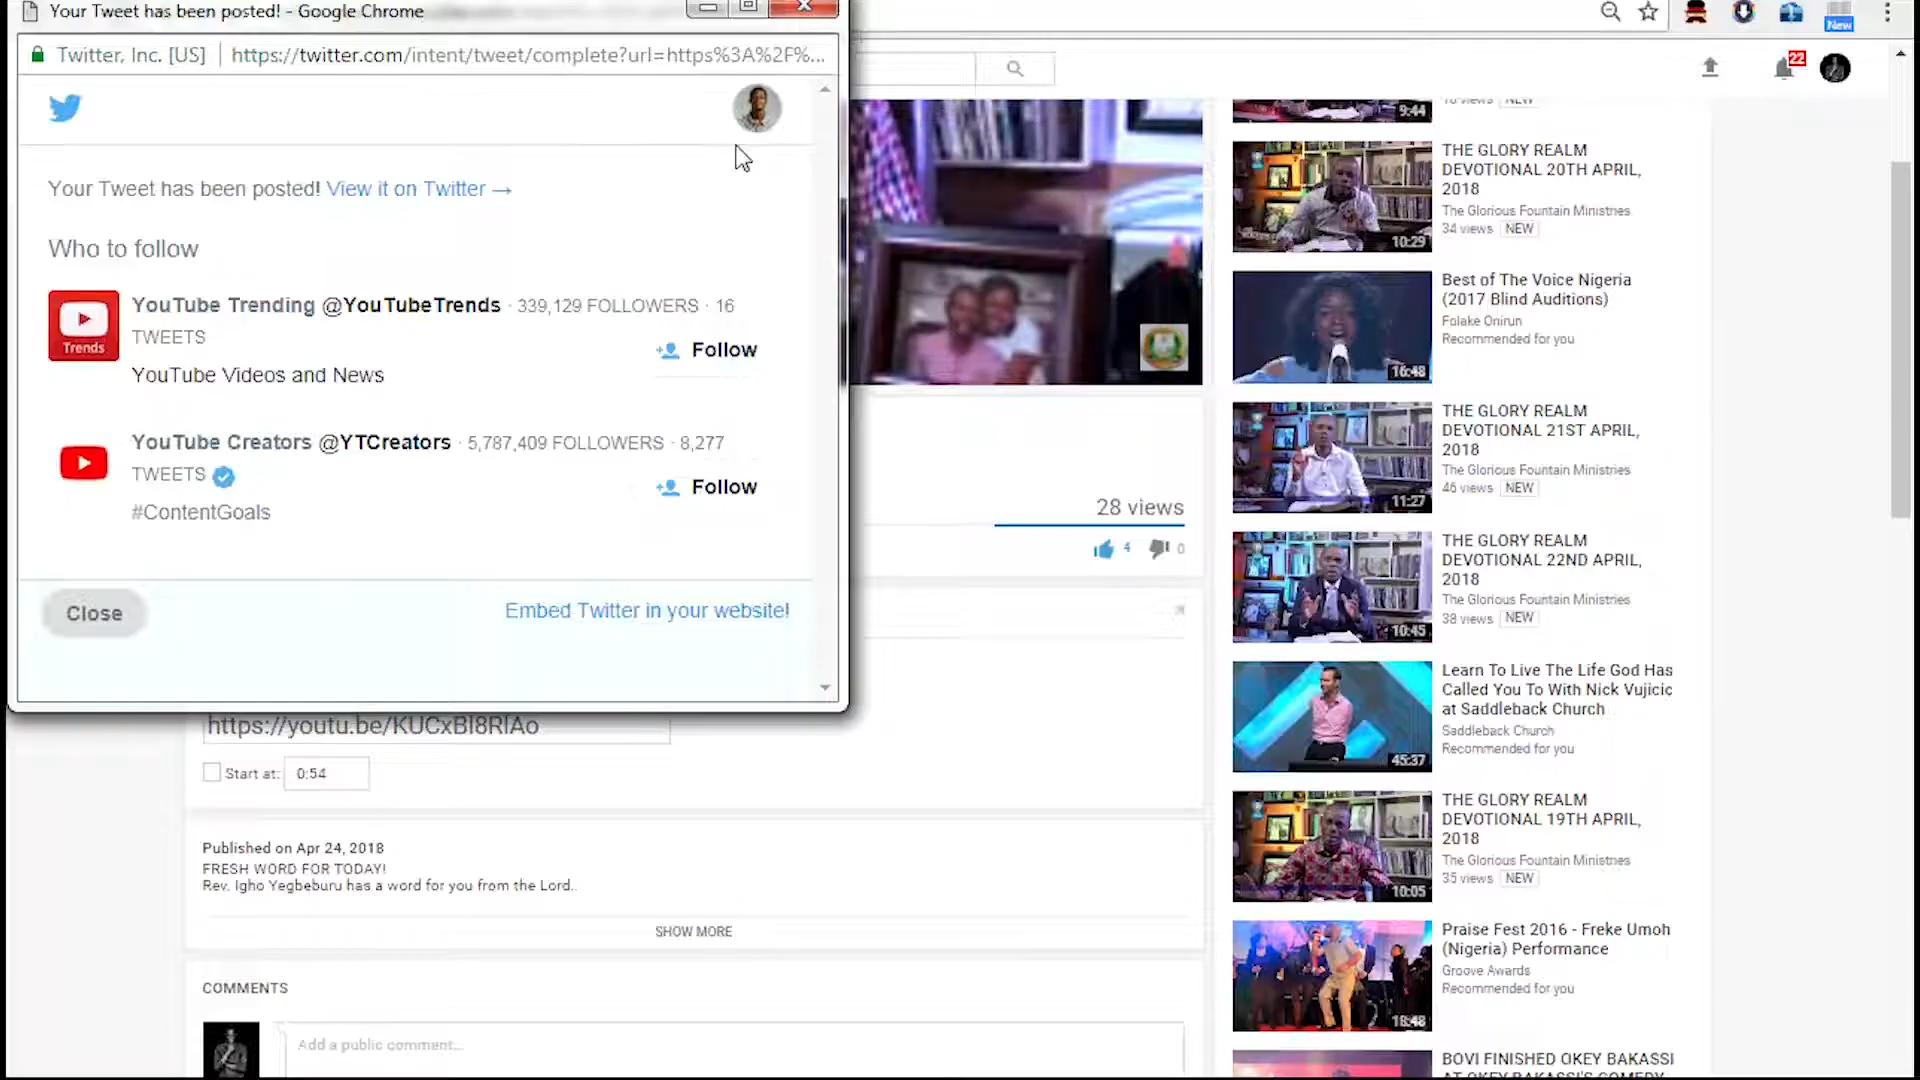 Your Tweet has been posted! - Google Chrome
Twitter, Inc. [US] https://twitter.com/intent/tweet/complete?url=https%3A%2F%...
Your Tweet has been posted! View it on Twitter →
Who to follow
Trends
YouTube Trending @YouTubeTrends · 339,129 FOLLOWERS · 16
TWEETS
Follow
YouTube Videos and News
YouTube Creators @YTCreators · 5,787,409 FOLLOWERS · 8,277
TWEETS
Follow
#ContentGoals
Close
Embed Twitter in your website!
New
22
28 views
4
0
https://youtu.be/KUCxBl8RlAo
Start at: 0:54
Published on Apr 24, 2018
FRESH WORD FOR TODAY!
Rev. Igho Yegbeburu has a word for you from the Lord..
SHOW MORE
COMMENTS
Add a public comment...
9:44
NEW
THE GLORY REALM
DEVOTIONAL 20TH APRIL,
2018
The Glorious Fountain Ministries
34 views NEW
10:29
Best of The Voice Nigeria
(2017 Blind Auditions)
Folake Onirun
Recommended for you
16:48
THE GLORY REALM
DEVOTIONAL 21ST APRIL,
2018
The Glorious Fountain Ministries
46 views NEW
11:27
THE GLORY REALM
DEVOTIONAL 22ND APRIL,
2018
The Glorious Fountain Ministries
38 views NEW
10:45
Learn To Live The Life God Has
Called You To With Nick Vujicic
at Saddleback Church
Saddleback Church
Recommended for you
45:37
THE GLORY REALM
DEVOTIONAL 19TH APRIL,
2018
The Glorious Fountain Ministries
35 views NEW
10:05
Praise Fest 2016 - Freke Umoh
(Nigeria) Performance
Groove Awards
Recommended for you
18:48
BOVI FINISHED OKEY BAKASSI
AT OKEY BAKASSI'S COMEDY